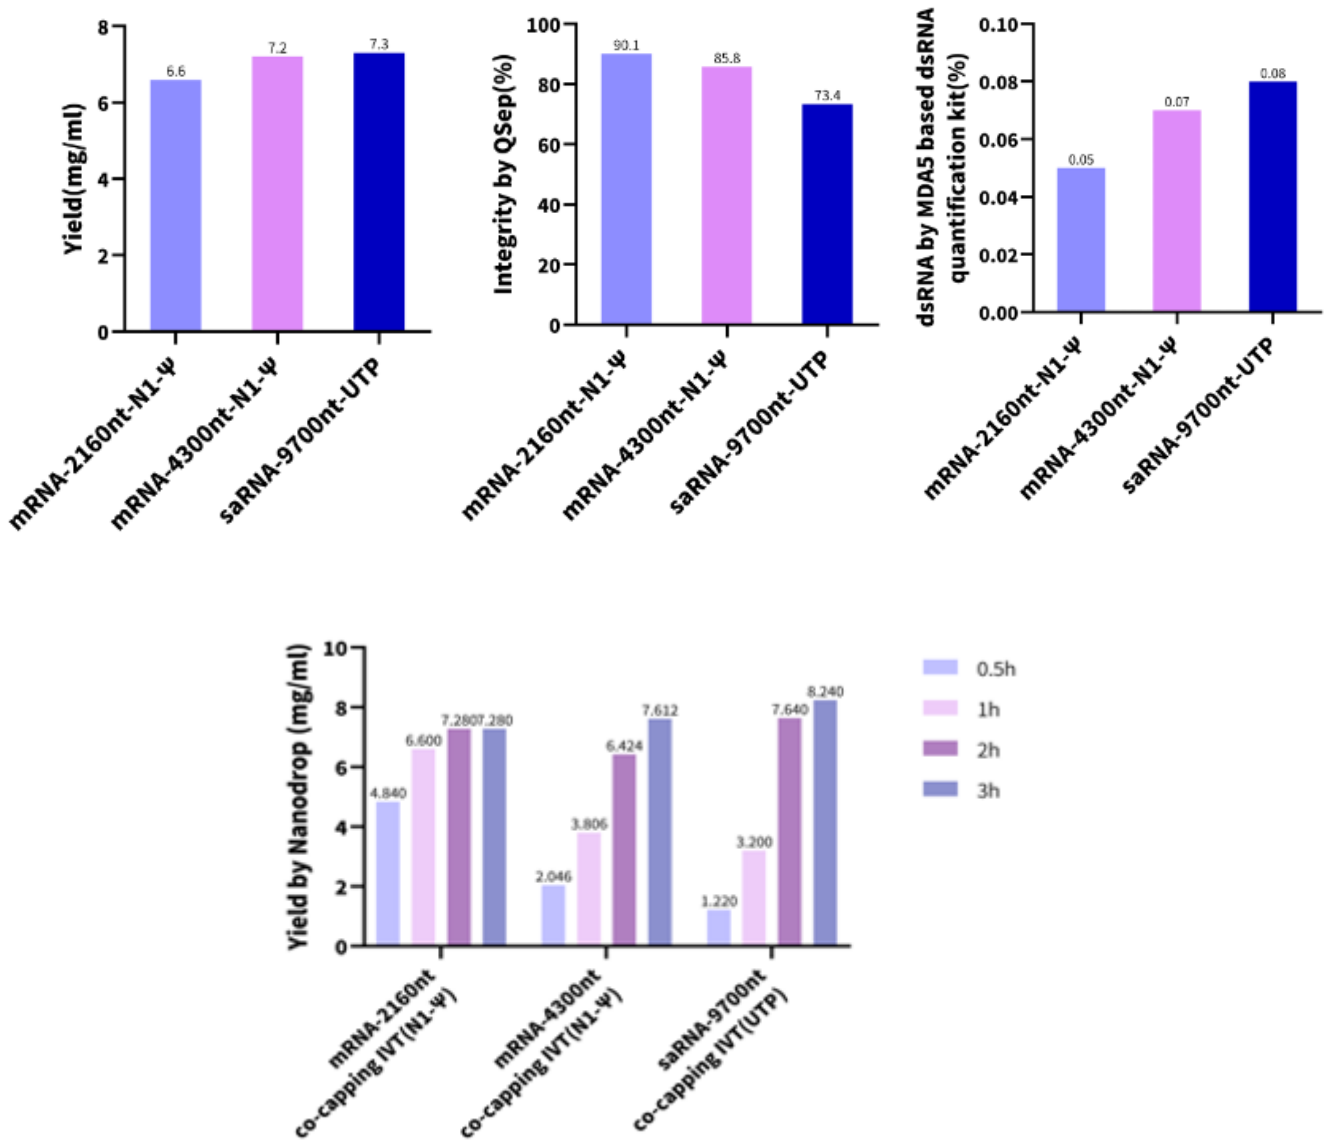 Yield(mg/ml)
8
6
4
2
0
6.6
7.2
7.3
mRNA-2160nt-N1-Ψ
mRNA-4300nt-N1-Ψ
saRNA-9700nt-UTP
Integrity by QSep(%)
100
80
60
40
20
0
90.1
85.8
73.4
mRNA-2160nt-N1-Ψ
mRNA-4300nt-N1-Ψ
saRNA-9700nt-UTP
dsRNA by MDA5 based dsRNA
quantification kit(%)
0.10
0.08
0.06
0.04
0.02
0.00
0.05
0.07
0.08
mRNA-2160nt-N1-Ψ
mRNA-4300nt-N1-Ψ
saRNA-9700nt-UTP
Yield by Nanodrop (mg/ml)
10
8
6
4
2
0
4.840
6.600
7.280
7.280
2.046
3.806
6.424
7.612
1.220
3.200
7.640
8.240
mRNA-2160nt
co-capping IVT(N1-Ψ)
mRNA-4300nt
co-capping IVT(N1-Ψ)
saRNA-9700nt
co-capping IVT(UTP)
0.5h
1h
2h
3h